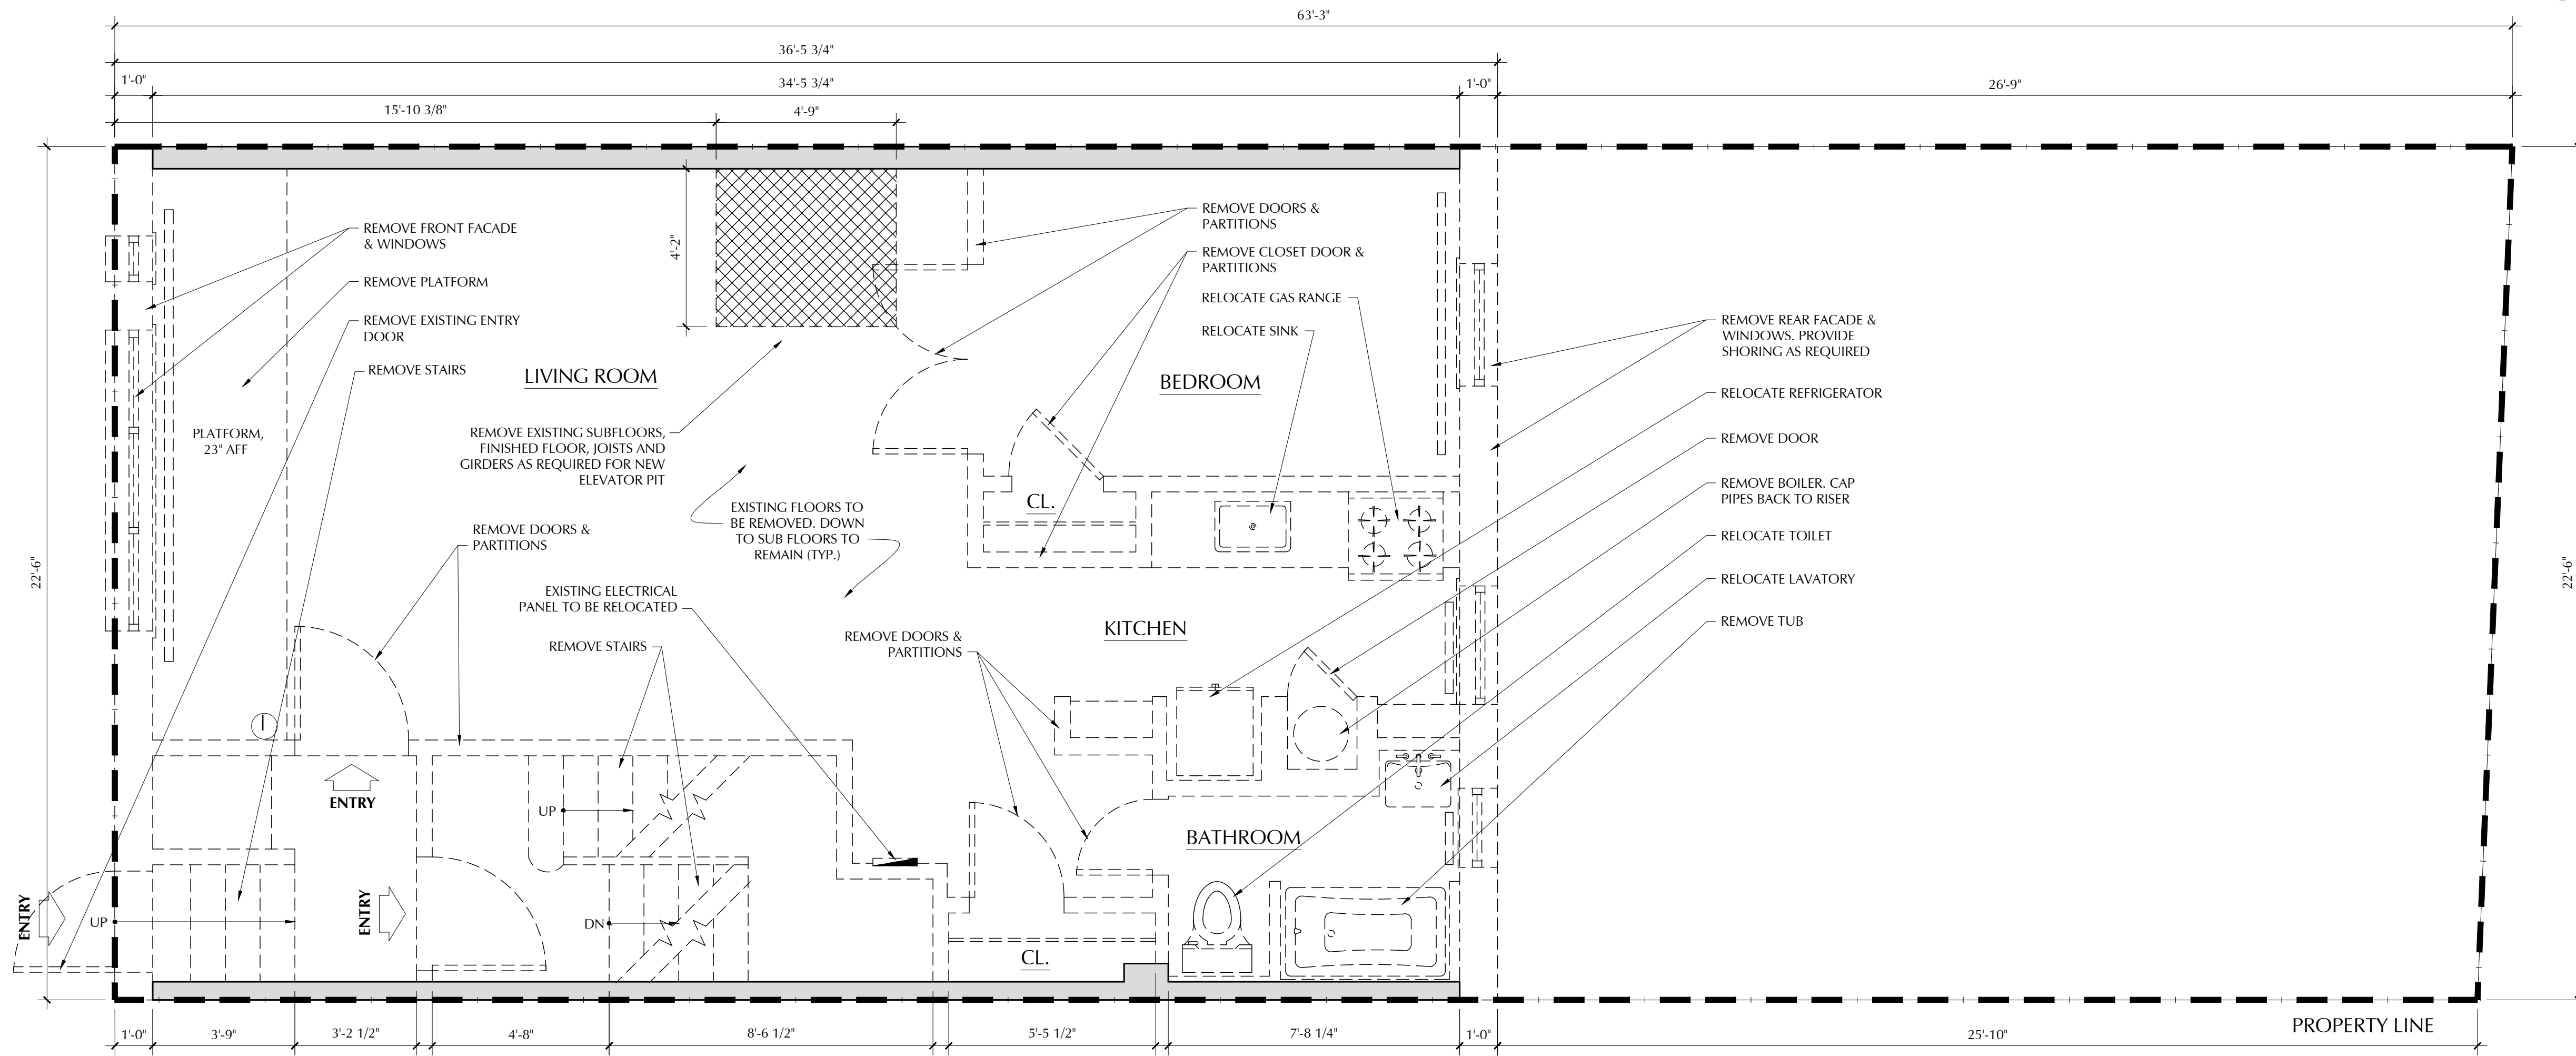 63'-3"
36'-5 3/4"
1'-0"
34'-5 3/4"
1'-0"
26'-9"
15'-10 3/8"
4'-9"
4'-2"
22'-6"
22'-6"
REMOVE FRONT FACADE
& WINDOWS
REMOVE PLATFORM
REMOVE EXISTING ENTRY
DOOR
REMOVE STAIRS
PLATFORM,
23" AFF
LIVING ROOM
REMOVE EXISTING SUBFLOORS,
FINISHED FLOOR, JOISTS AND
GIRDERS AS REQUIRED FOR NEW
ELEVATOR PIT
EXISTING FLOORS TO
BE REMOVED. DOWN
TO SUB FLOORS TO
REMAIN (TYP.)
REMOVE DOORS &
PARTITIONS
EXISTING ELECTRICAL
PANEL TO BE RELOCATED
REMOVE STAIRS
REMOVE DOORS &
PARTITIONS
REMOVE DOORS &
PARTITIONS
REMOVE CLOSET DOOR &
PARTITIONS
RELOCATE GAS RANGE
RELOCATE SINK
BEDROOM
CL.
KITCHEN
BATHROOM
CL.
REMOVE REAR FACADE &
WINDOWS. PROVIDE
SHORING AS REQUIRED
RELOCATE REFRIGERATOR
REMOVE DOOR
REMOVE BOILER. CAP
PIPES BACK TO RISER
RELOCATE TOILET
RELOCATE LAVATORY
REMOVE TUB
ENTRY
ENTRY
ENTRY
UP
UP
DN
PROPERTY LINE
1'-0"
3'-9"
3'-2 1/2"
4'-8"
8'-6 1/2"
5'-5 1/2"
7'-8 1/4"
1'-0"
25'-10"